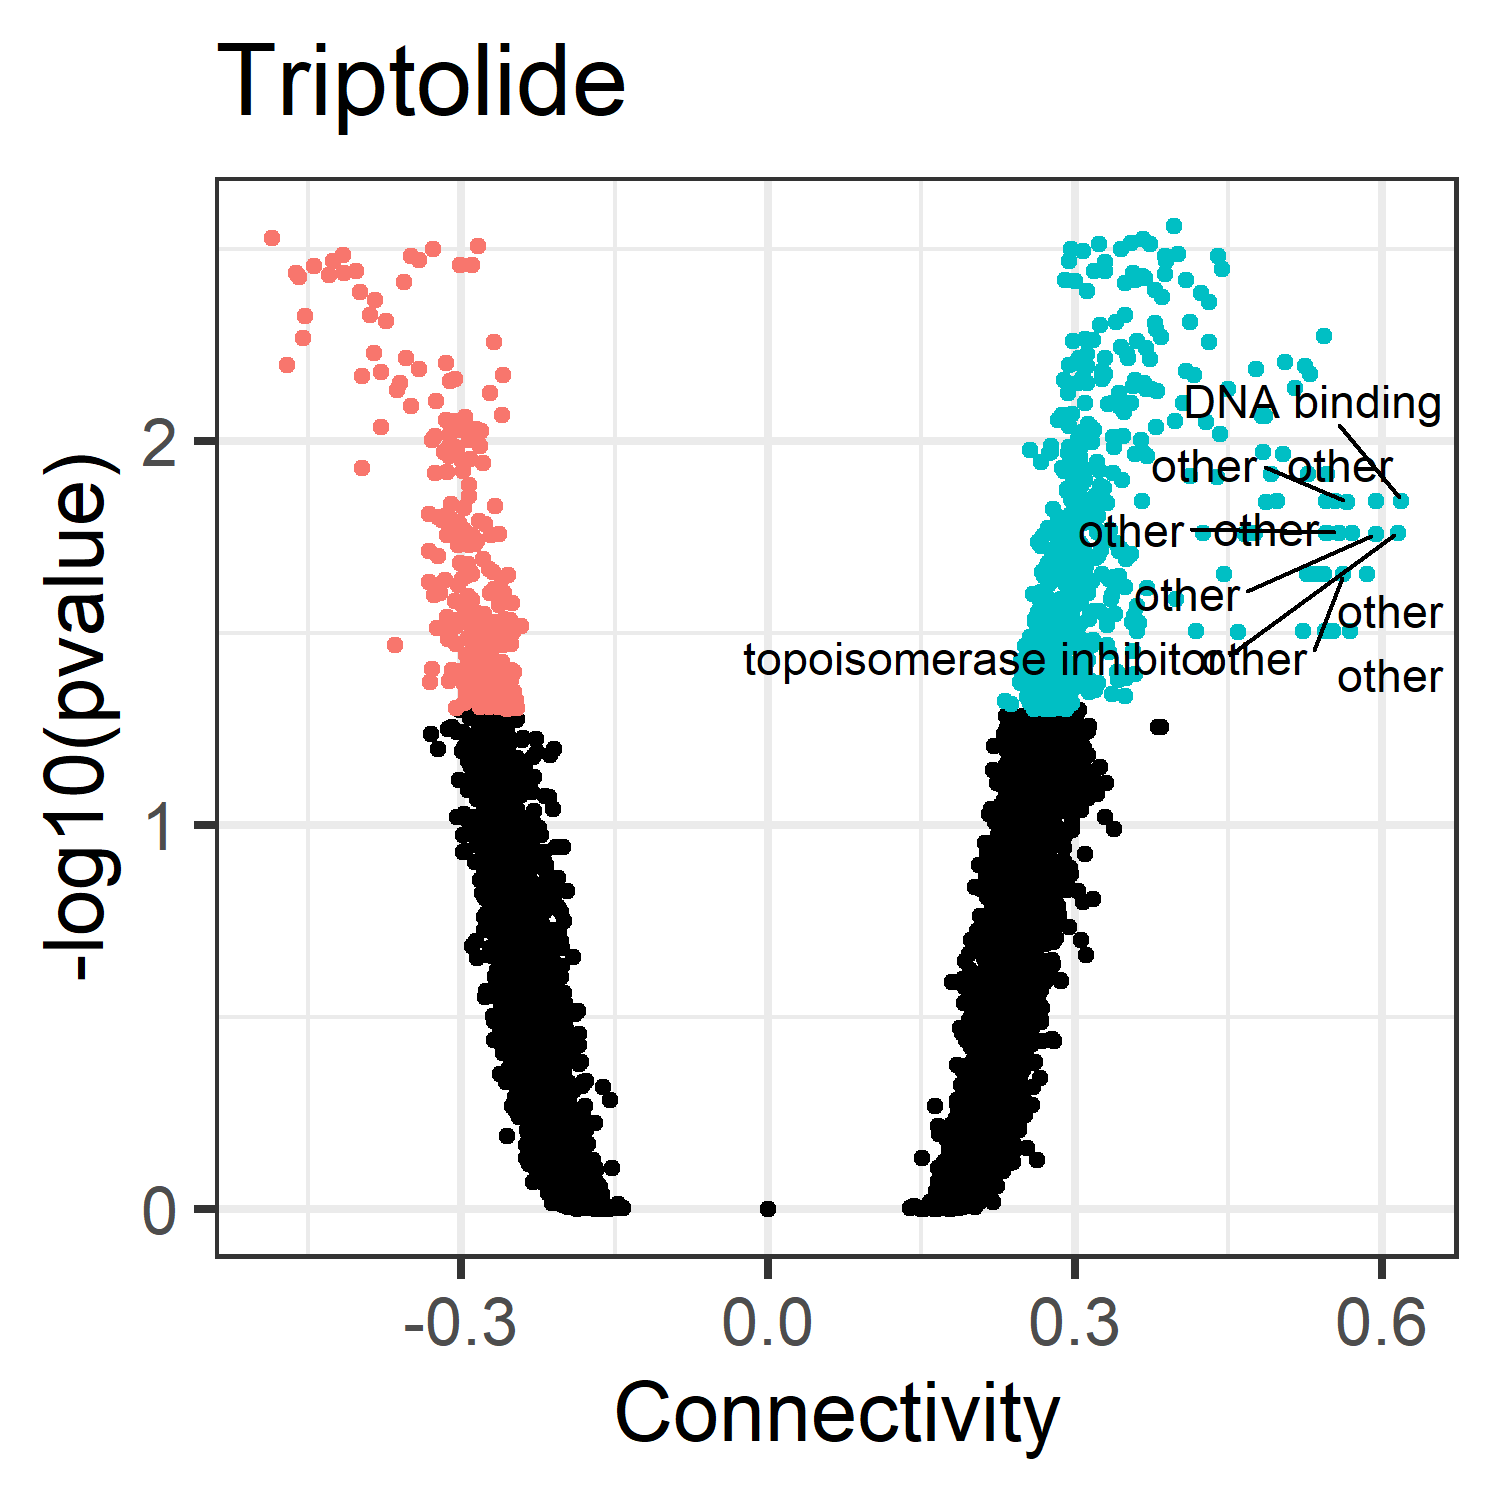 Triptolide
-log10(pvalue)
2
1
0
DNA binding
other
other
other
other
other
other
topoisomerase inhibitor
other
other
-0.3
0.0
0.3
0.6
Connectivity